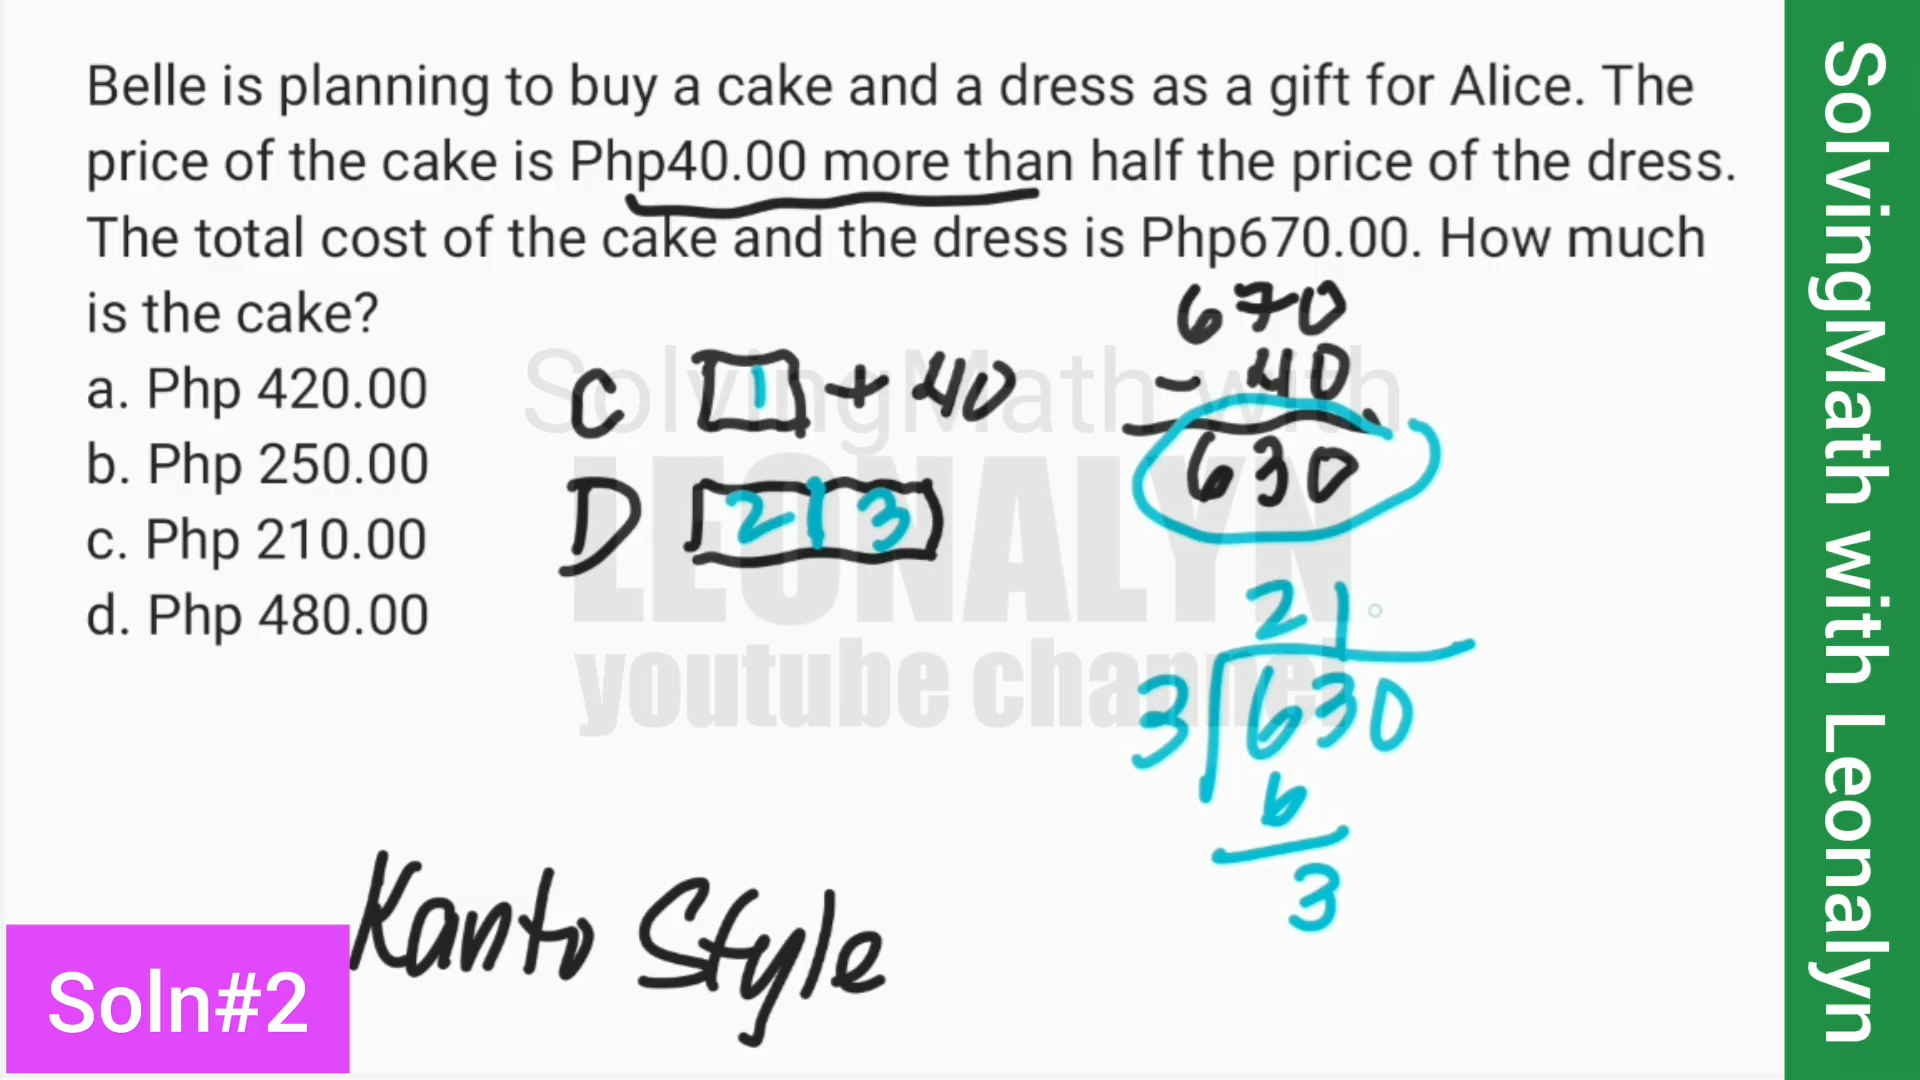 Belle is planning to buy a cake and a dress as a gift for Alice. The
price of the cake is Php40.00 more than half the price of the dress.
The total cost of the cake and the dress is Php670.00. How much
is the cake?
a. Php 420.00
b. Php 250.00
c. Php 210.00
d. Php 480.00
C 1 + 40
D 2 3
670
- 40
630
21
3 630
6
3
Kanto Style
Soln#2
SolvingMath with
LEONALYN
youtube channel
SolvingMath with Leonalyn